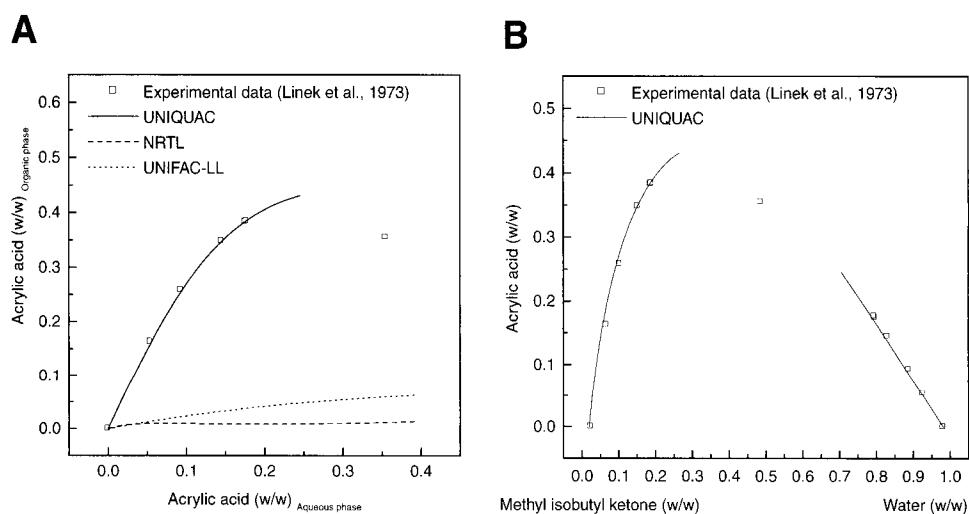 A
Experimental data (Linek et al., 1973)
UNIQUAC
NRTL
UNIFAC-LL
Acrylic acid (w/w) Organic phase
0.6
0.5
0.4
0.3
0.2
0.1
0.0
0.0 0.1 0.2 0.3 0.4
Acrylic acid (w/w) Aqueous phase
B
Experimental data (Linek et al., 1973)
UNIQUAC
Acrylic acid (w/w)
0.5
0.4
0.3
0.2
0.1
0.0
0.0 0.1 0.2 0.3 0.4 0.5 0.6 0.7 0.8 0.9 1.0
Methyl isobutyl ketone (w/w) Water (w/w)